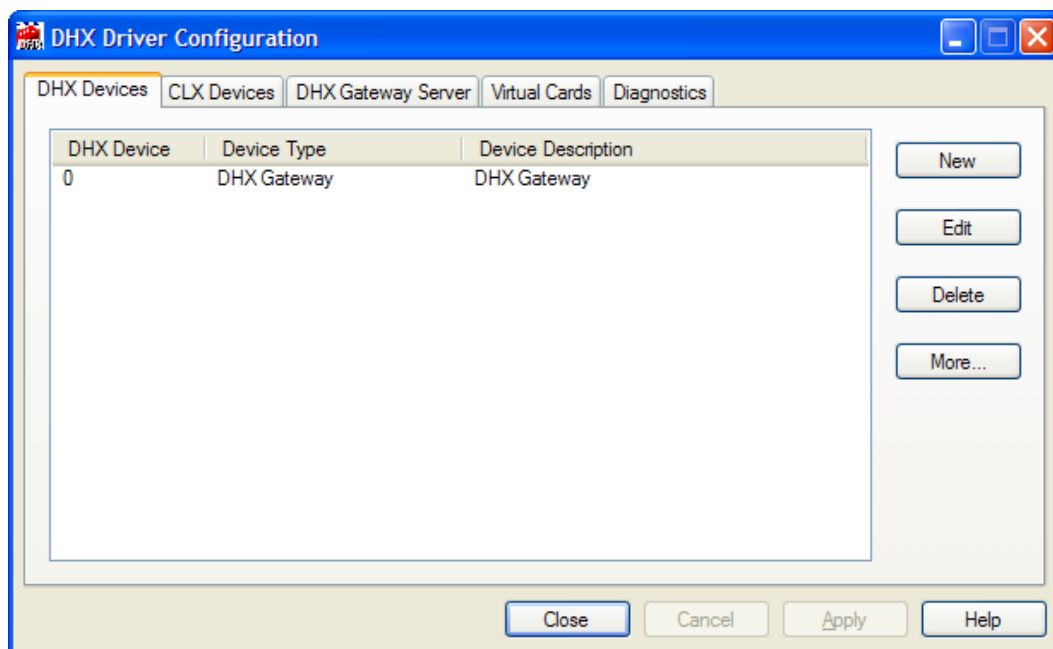 DHX Driver Configuration
DHX Devices CLX Devices DHX Gateway Server Virtual Cards Diagnostics
DHX Device Device Type Device Description
0 DHX Gateway DHX Gateway
New
Edit
Delete
More...
Close Cancel Apply Help